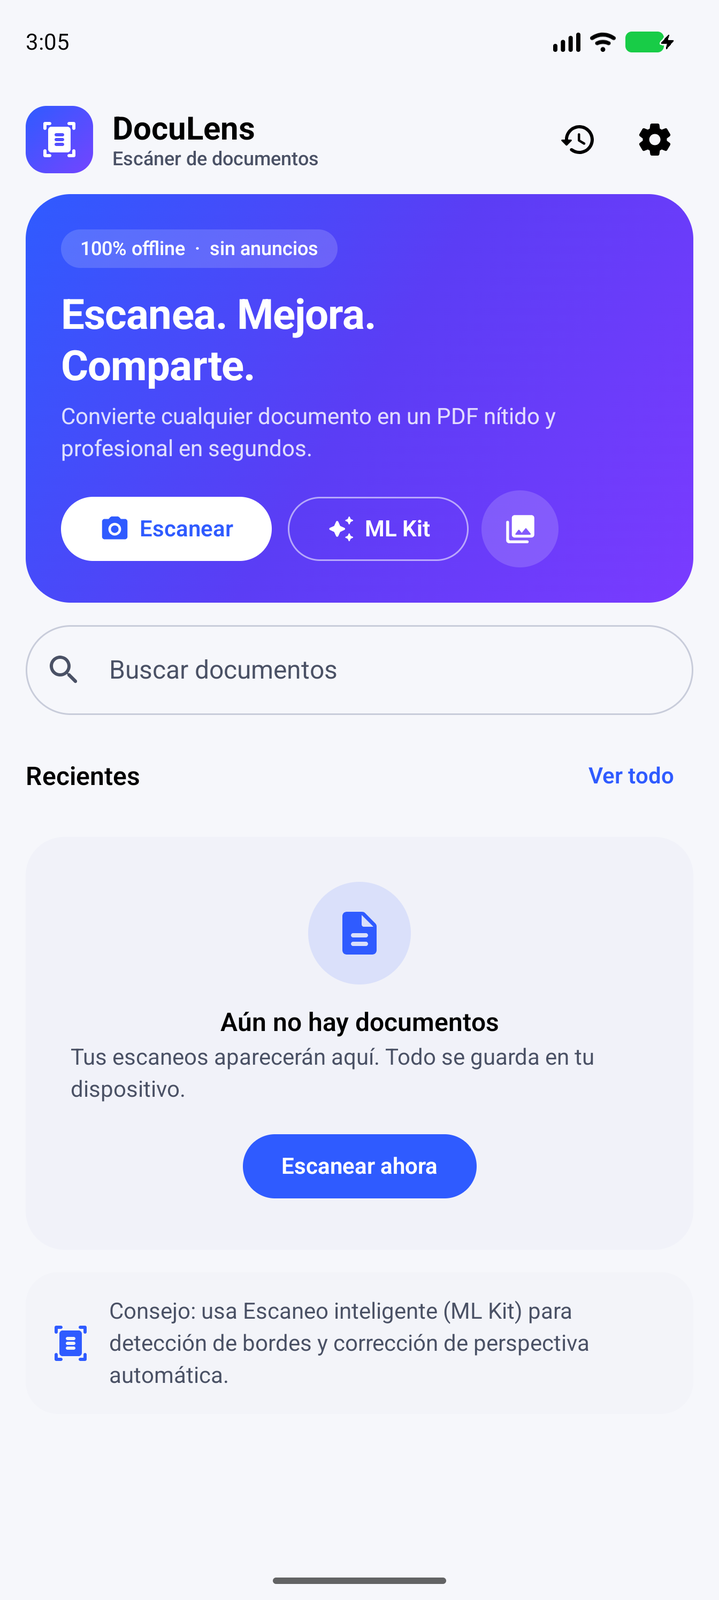 3:05
DocuLens
Escáner de documentos
100% offline · sin anuncios
Escanea. Mejora.
Comparte.
Convierte cualquier documento en un PDF nítido y
profesional en segundos.
Escanear
ML Kit
Buscar documentos
Recientes
Ver todo
Aún no hay documentos
Tus escaneos aparecerán aquí. Todo se guarda en tu
dispositivo.
Escanear ahora
Consejo: usa Escaneo inteligente (ML Kit) para
detección de bordes y corrección de perspectiva
automática.